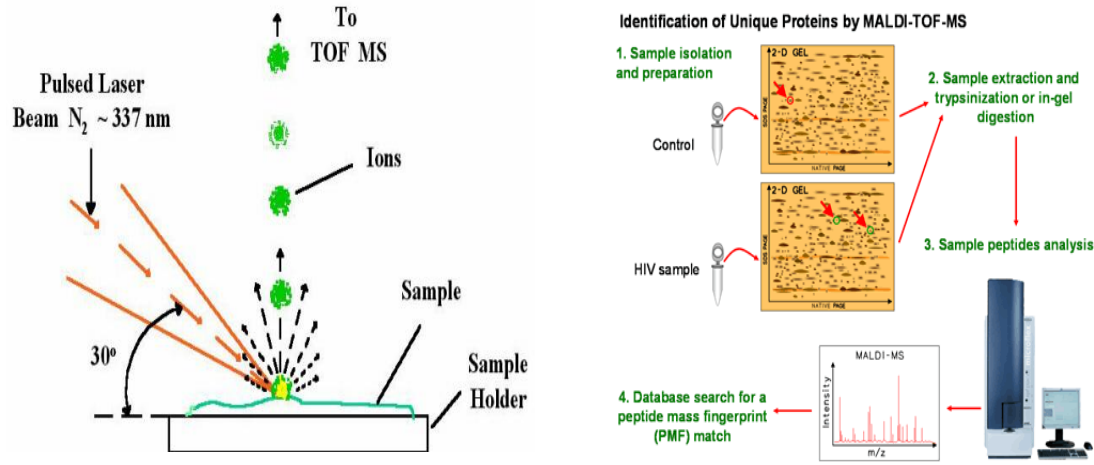 To
TOF MS
Pulsed Laser
Beam N₂ ~ 337 nm
Ions
Sample
30°
Sample
Holder
Identification of Unique Proteins by MALDI-TOF-MS
1. Sample isolation
and preparation
2-D GEL
SDS PAGE
NATIVE PAGE
Control
2-D GEL
SDS PAGE
NATIVE PAGE
HIV sample
2. Sample extraction and
trypsinization or in-gel
digestion
3. Sample peptides analysis
MALDI-MS
Intensity
m/z
4. Database search for a
peptide mass fingerprint
(PMF) match